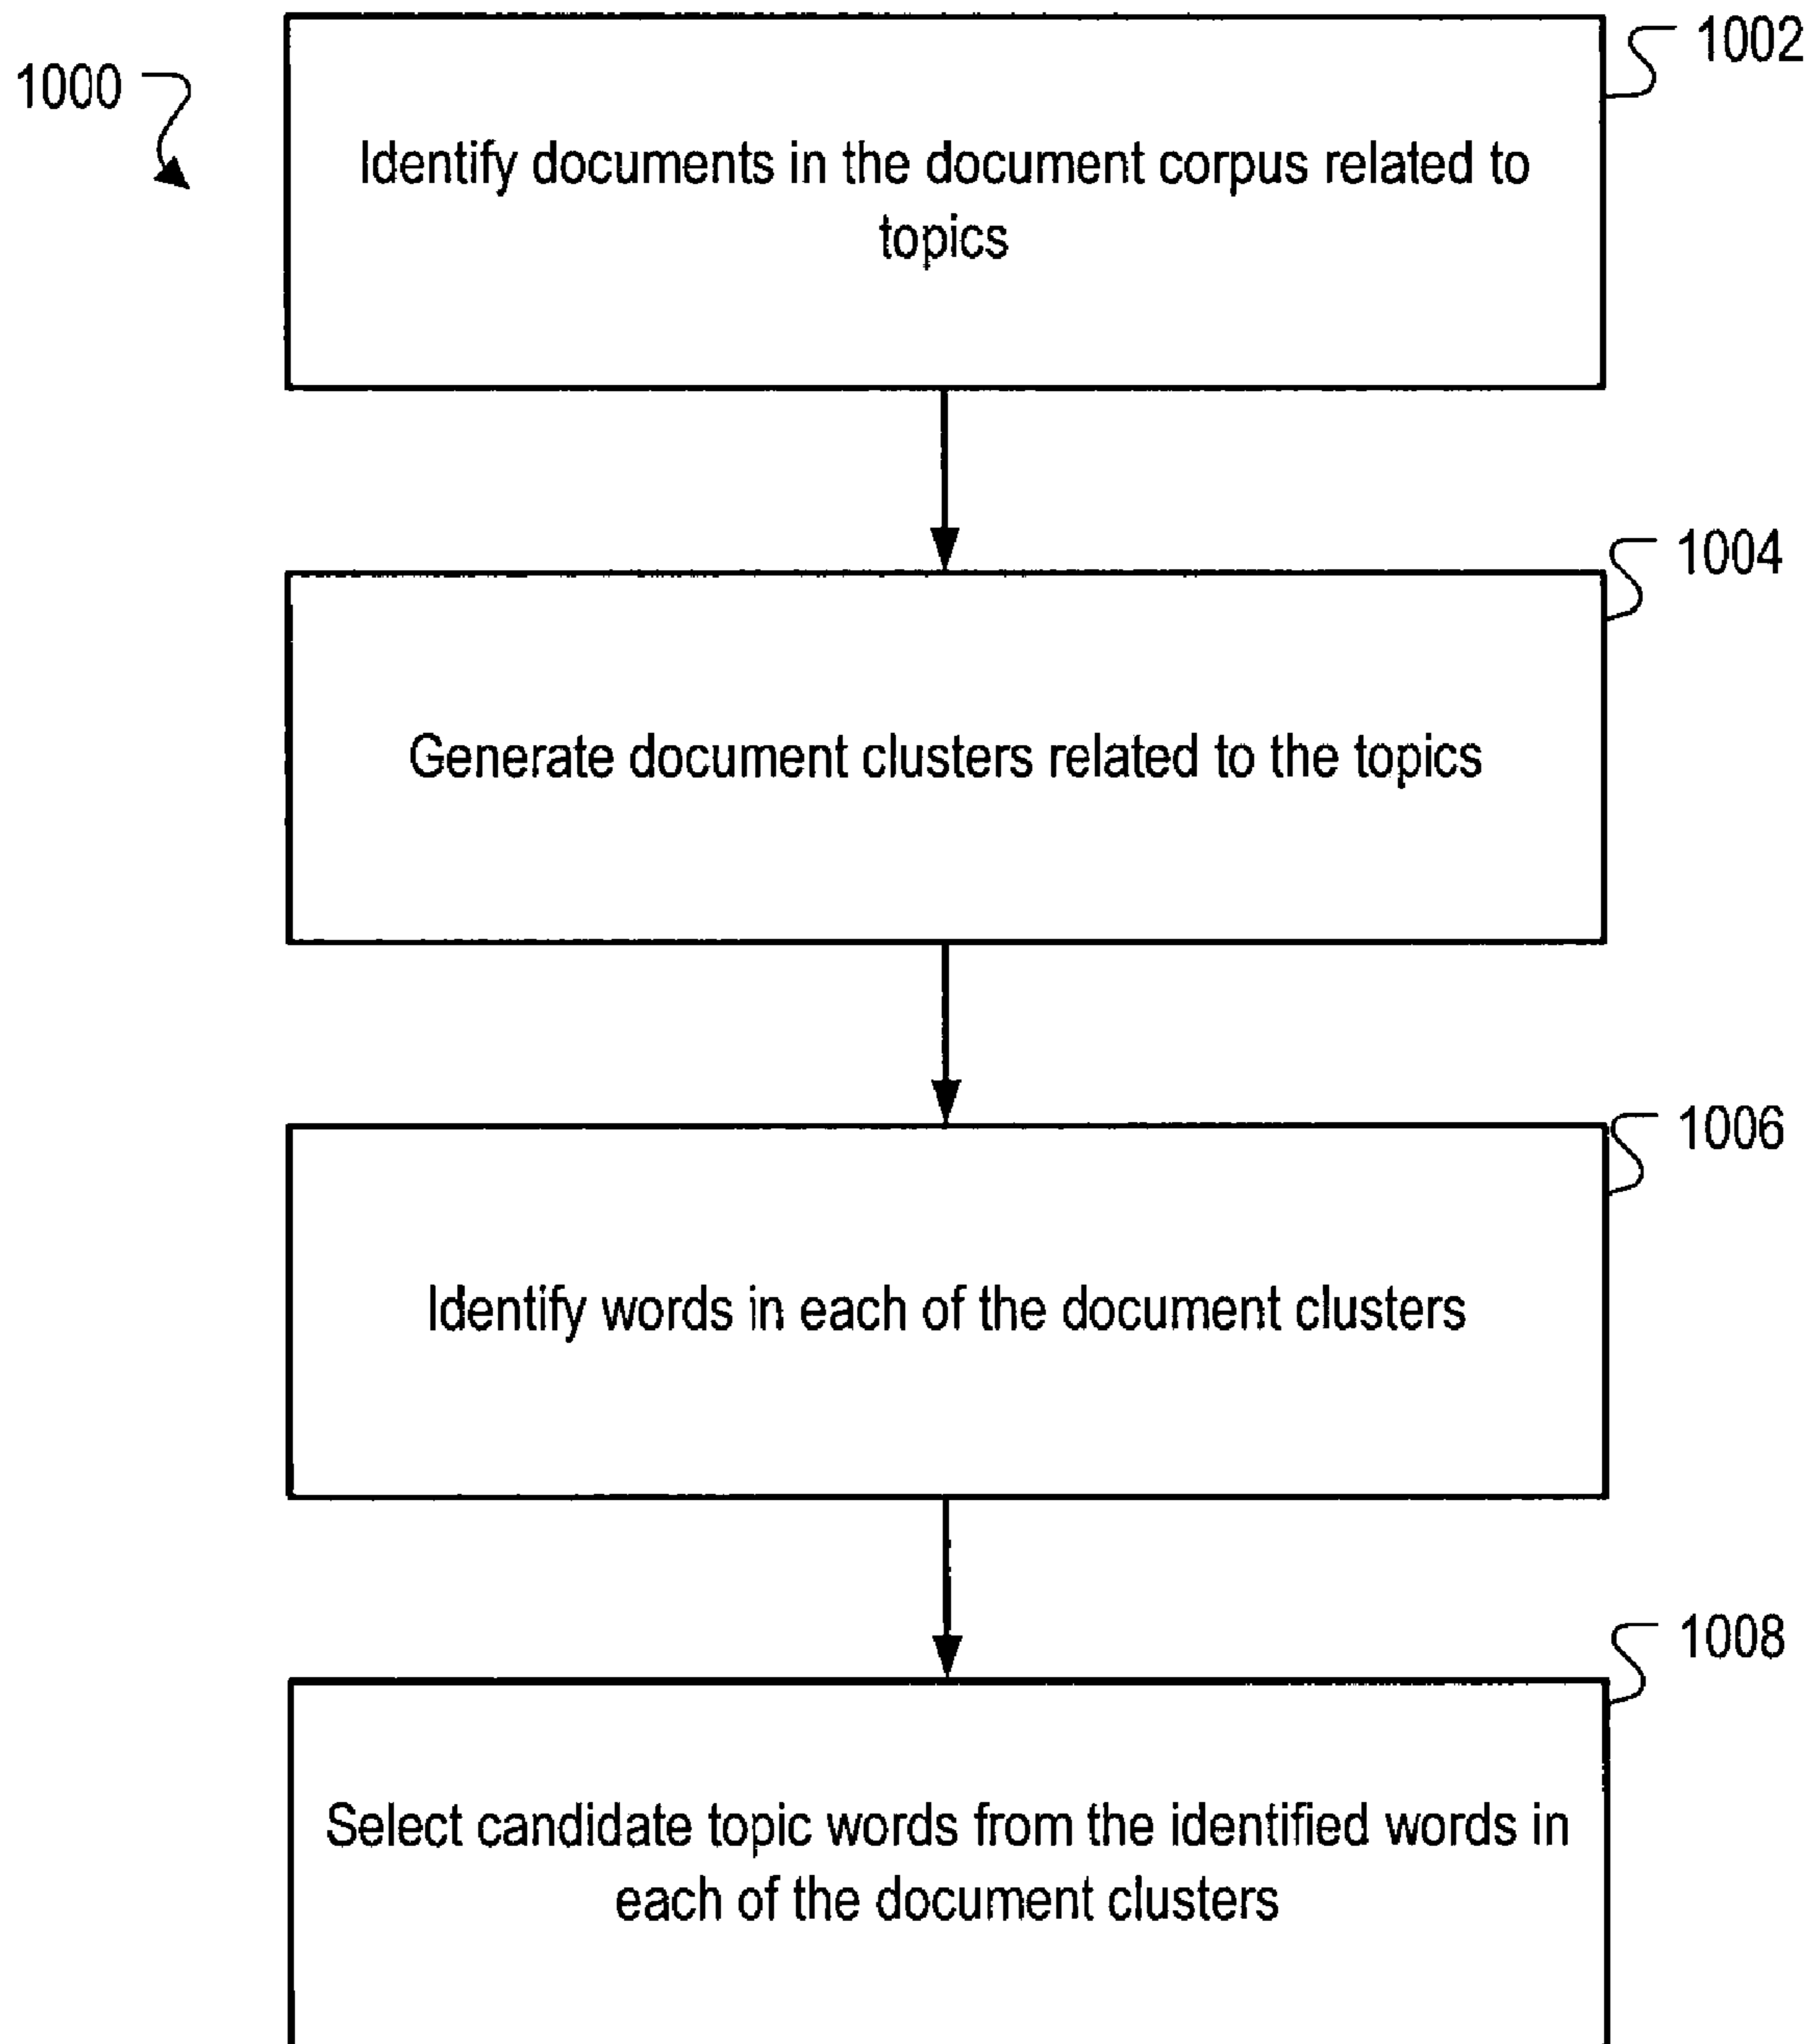 1000
1002
Identify documents in the document corpus related to
topics
1004
Generate document clusters related to the topics
1006
Identify words in each of the document clusters
1008
Select candidate topic words from the identified words in
each of the document clusters